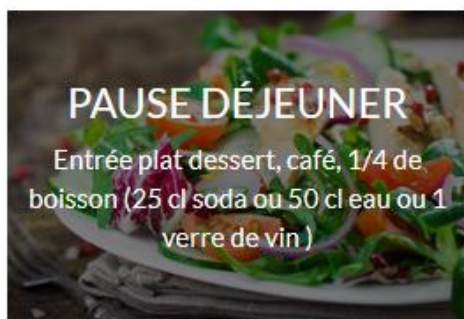 PAUSE DÉJEUNER
Entrée plat dessert, café, 1/4 de
boisson (25 cl soda ou 50 cl eau ou 1
verre de vin )